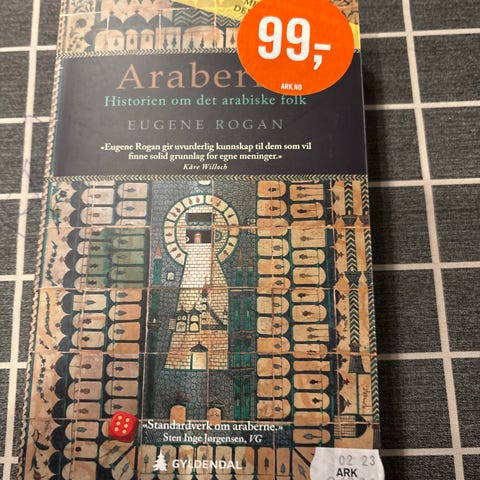 99,-
ARK.NO
Araber
Historien om det arabiske folk
EUGENE ROGAN
«Eugene Rogan gir uvurderlig kunnskap til dem som vil
finne solid grunnlag for egne meninger.»
Kåre Willoch
«Standardverk om araberne.»
Sten Inge Jørgensen, VG
GYLDENDAL
02 23
ARK